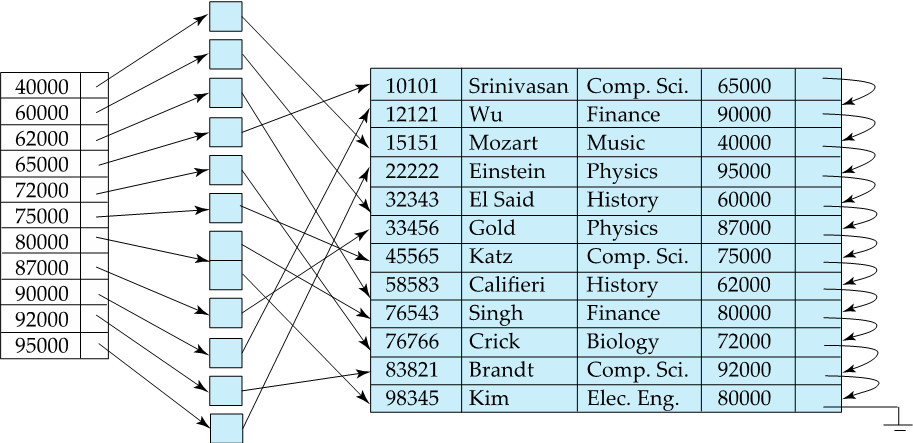 40000
60000
62000
65000
72000
75000
80000
87000
90000
92000
95000
10101 Srinivasan Comp. Sci. 65000
12121 Wu Finance 90000
15151 Mozart Music 40000
22222 Einstein Physics 95000
32343 El Said History 60000
33456 Gold Physics 87000
45565 Katz Comp. Sci. 75000
58583 Califieri History 62000
76543 Singh Finance 80000
76766 Crick Biology 72000
83821 Brandt Comp. Sci. 92000
98345 Kim Elec. Eng. 80000